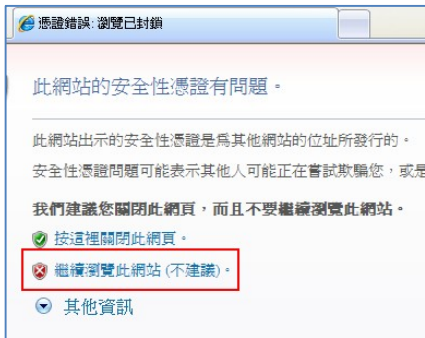 憑證錯誤: 瀏覽已封鎖
此網站的安全性憑證有問題。
此網站出示的安全性憑證是為其他網站的位址所發行的。
安全性憑證問題可能表示其他人可能正在嘗試欺騙您，或是
我們建議您關閉此網頁，而且不要繼續瀏覽此網站。
按這裡關閉此網頁。
繼續瀏覽此網站 (不建議)。
其他資訊